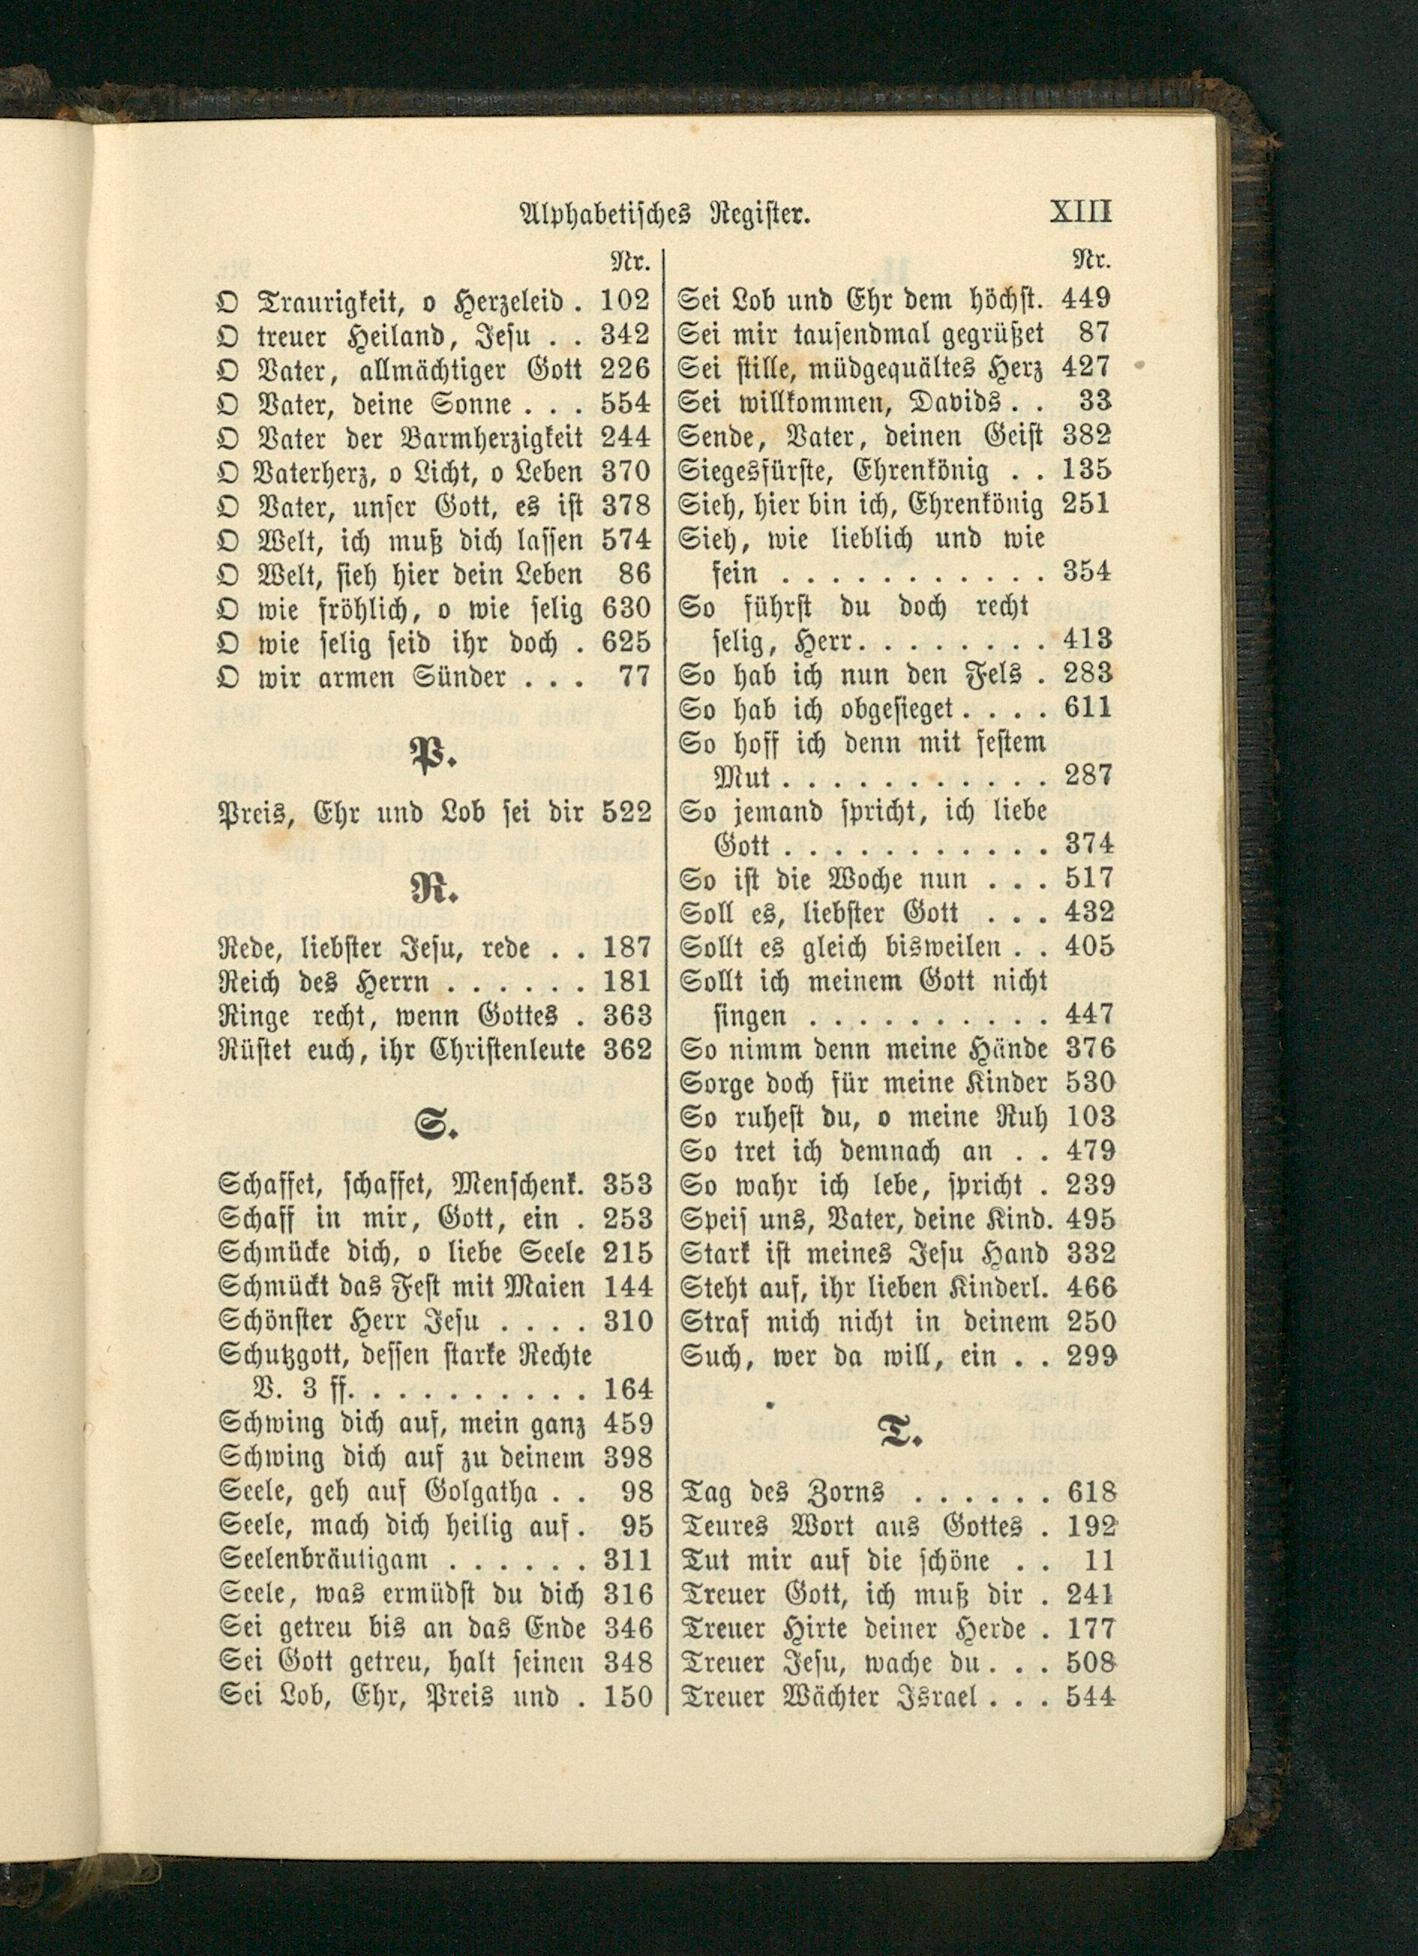 Alphabetisches Register. XIII
Nr.
O Traurigkeit, o Herzeleid . 102
O treuer Heiland, Jesu . . 342
O Vater, allmächtiger Gott 226
O Vater, deine Sonne . . . 554
O Vater der Barmherzigkeit 244
O Vaterherz, o Licht, o Leben 370
O Vater, unser Gott, es ist 378
O Welt, ich muß dich lassen 574
O Welt, sieh hier dein Leben 86
O wie fröhlich, o wie selig 630
O wie selig seid ihr doch . 625
O wir armen Sünder . . . 77
P.
Preis, Ehr und Lob sei dir 522
R.
Rede, liebster Jesu, rede . . 187
Reich des Herrn . . . . . . 181
Ringe recht, wenn Gottes . 363
Rüstet euch, ihr Christenleute 362
S.
Schaffet, schaffet, Menschenk. 353
Schaff in mir, Gott, ein . 253
Schmücke dich, o liebe Seele 215
Schmückt das Fest mit Maien 144
Schönster Herr Jesu . . . . 310
Schutzgott, dessen starke Rechte
V. 3 ff. . . . . . . . . . 164
Schwing dich auf, mein ganz 459
Schwing dich auf zu deinem 398
Seele, geh auf Golgatha . . 98
Seele, mach dich heilig auf. 95
Seelenbräutigam . . . . . . 311
Seele, was ermüdst du dich 316
Sei getreu bis an das Ende 346
Sei Gott getreu, halt seinen 348
Sei Lob, Ehr, Preis und . 150
Nr.
Sei Lob und Ehr dem höchst. 449
Sei mir tausendmal gegrüßet 87
Sei stille, müdgequältes Herz 427
Sei willkommen, Davids . . 33
Sende, Vater, deinen Geist 382
Siegesfürste, Ehrenkönig . . 135
Sieh, hier bin ich, Ehrenkönig 251
Sieh, wie lieblich und wie
fein . . . . . . . . . . . 354
So führst du doch recht
selig, Herr. . . . . . . . 413
So hab ich nun den Fels . 283
So hab ich obgesieget . . . . 611
So hoff ich denn mit festem
Mut . . . . . . . . . . . 287
So jemand spricht, ich liebe
Gott . . . . . . . . . . . 374
So ist die Woche nun . . . 517
Soll es, liebster Gott . . . 432
Sollt es gleich bisweilen . . 405
Sollt ich meinem Gott nicht
singen . . . . . . . . . . 447
So nimm denn meine Hände 376
Sorge doch für meine Kinder 530
So ruhest du, o meine Ruh 103
So tret ich demnach an . . 479
So wahr ich lebe, spricht . 239
Speis uns, Vater, deine Kind. 495
Stark ist meines Jesu Hand 332
Steht auf, ihr lieben Kinderl. 466
Straf mich nicht in deinem 250
Such, wer da will, ein . . 299
T.
Tag des Zorns . . . . . . 618
Teures Wort aus Gottes . 192
Tut mir auf die schöne . . 11
Treuer Gott, ich muß dir . 241
Treuer Hirte deiner Herde . 177
Treuer Jesu, wache du . . . 508
Treuer Wächter Israel . . . 544